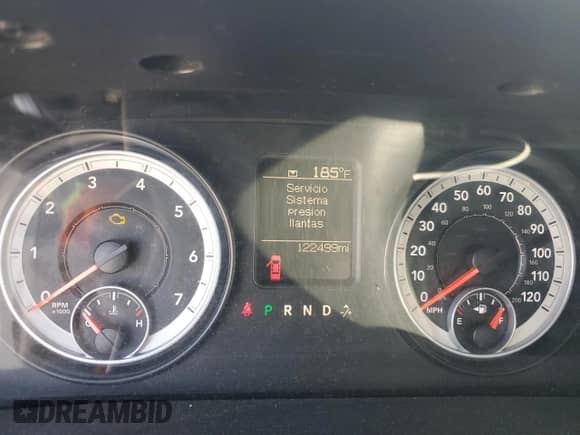 185°F
Servicio
Sistema
presion
llantas
122499mi
0 1 2 3 4 5 6 7
RPM
x1000
C H
P R N D
0 10 20 30 40 50 60 70 80 90 100 110 120
MPH
E F
DREAMBID